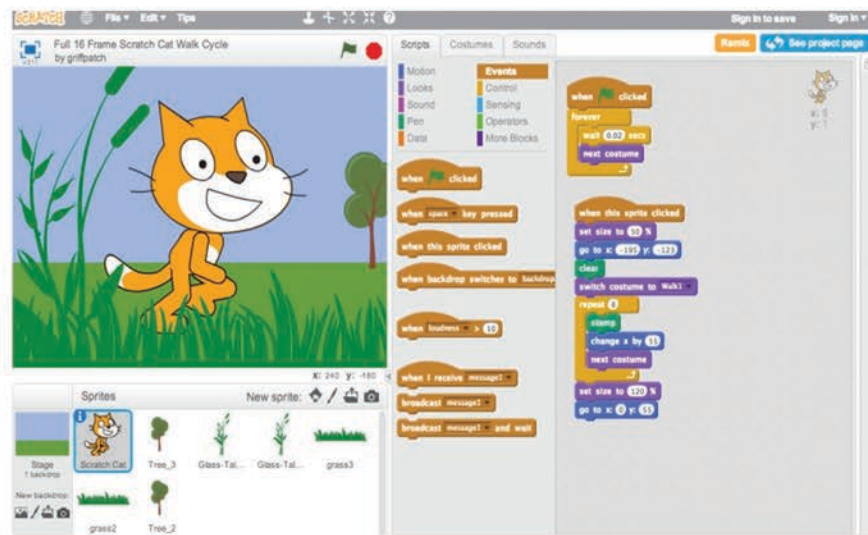 SCRATCH File Edit Tips Sign in to save Sign in
Full 16 Frame Scratch Cat Walk Cycle
by griffpatch
X: 240 y: -180
Sprites New sprite:
Stage
1 backdrop
New backdrop:
Scratch Cat
Tree_3
Glass-Tal...
Glass-Tal...
grass3
grass2
Tree_2
Scripts Costumes Sounds
Remix See project page
Motion Events
Looks Control
Sound Sensing
Pen Operators
Data More Blocks
when clicked
when space key pressed
when this sprite clicked
when backdrop switches to backdrop
when loudness > 10
when I receive message1
broadcast message1
broadcast message1 and wait
when clicked
forever
wait 0.02 secs
next costume
when this sprite clicked
set size to 50 %
go to x: -195 y: -123
clear
switch costume to Walk1
repeat 8
stamp
change x by 55
next costume
set size to 120 %
go to x: 0 y: 55